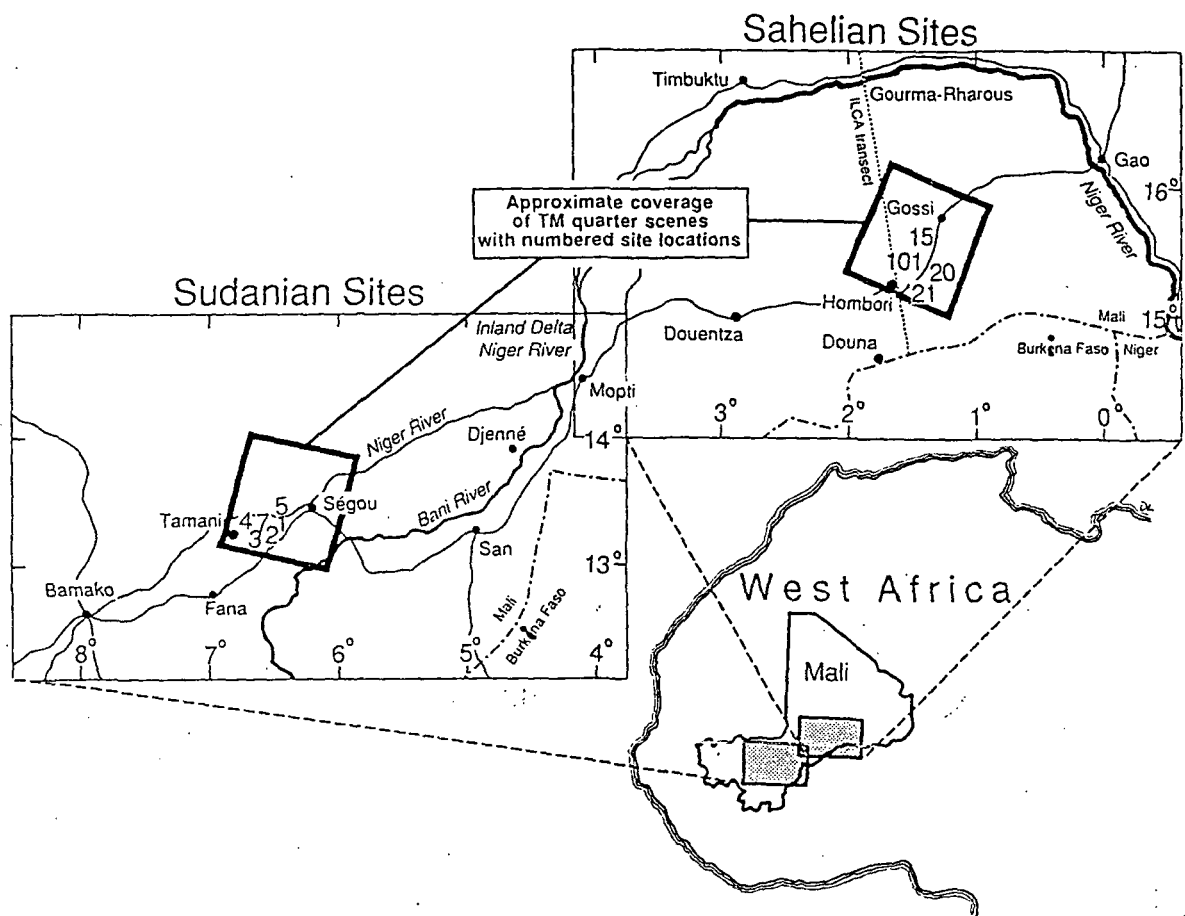 Sahelian Sites
Timbuktu
Gourma-Rharous
ILCA transect
Gao
16°
Niger River
Approximate coverage
of TM quarter scenes
with numbered site locations
Gossi
15
101
20
21
Hombori
Douentza
Douna
Mali
15°
Burkina Faso
Niger
3°
2°
1°
0°
Sudanian Sites
Inland Delta
Niger River
Mopti
14°
Niger River
Djenné
Bani River
Ségou
5
Tamani
4 7 1
3 2
San
13°
Bamako
Fana
Mali
Burkina Faso
8°
7°
6°
5°
4°
West Africa
Mali